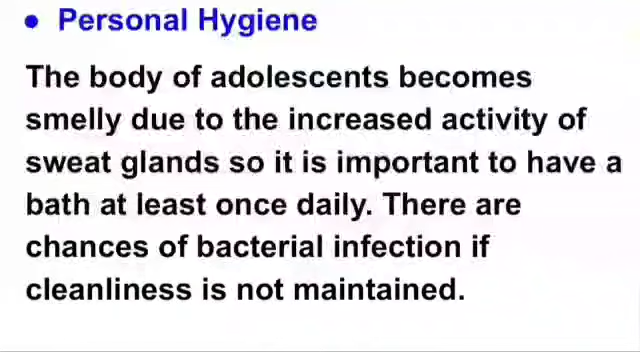 • Personal Hygiene
The body of adolescents becomes
smelly due to the increased activity of
sweat glands so it is important to have a
bath at least once daily. There are
chances of bacterial infection if
cleanliness is not maintained.